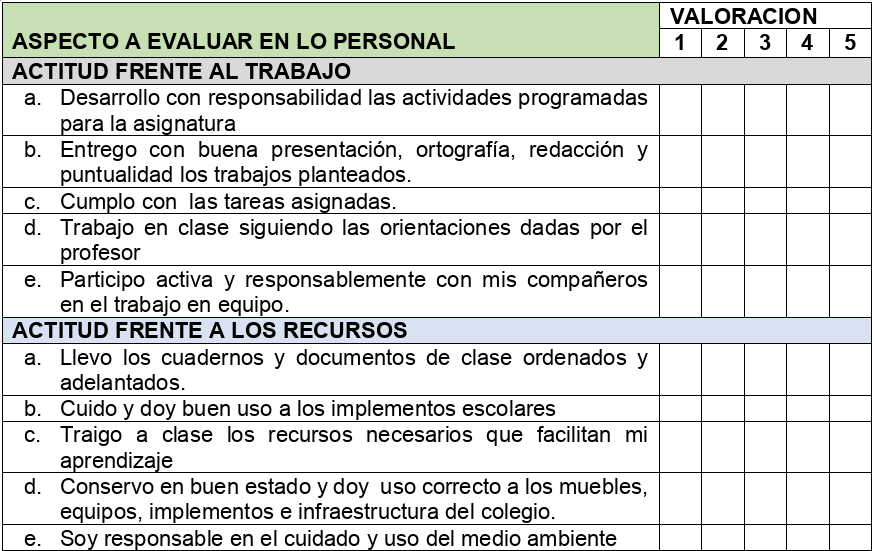 VALORACION
ASPECTO A EVALUAR EN LO PERSONAL
1 2 3 4 5
ACTITUD FRENTE AL TRABAJO
a. Desarrollo con responsabilidad las actividades programadas
para la asignatura
b. Entrego con buena presentación, ortografía, redacción y
puntualidad los trabajos planteados.
c. Cumplo con las tareas asignadas.
d. Trabajo en clase siguiendo las orientaciones dadas por el
profesor
e. Participo activa y responsablemente con mis compañeros
en el trabajo en equipo.
ACTITUD FRENTE A LOS RECURSOS
a. Llevo los cuadernos y documentos de clase ordenados y
adelantados.
b. Cuido y doy buen uso a los implementos escolares
c. Traigo a clase los recursos necesarios que facilitan mi
aprendizaje
d. Conservo en buen estado y doy uso correcto a los muebles,
equipos, implementos e infraestructura del colegio.
e. Soy responsable en el cuidado y uso del medio ambiente